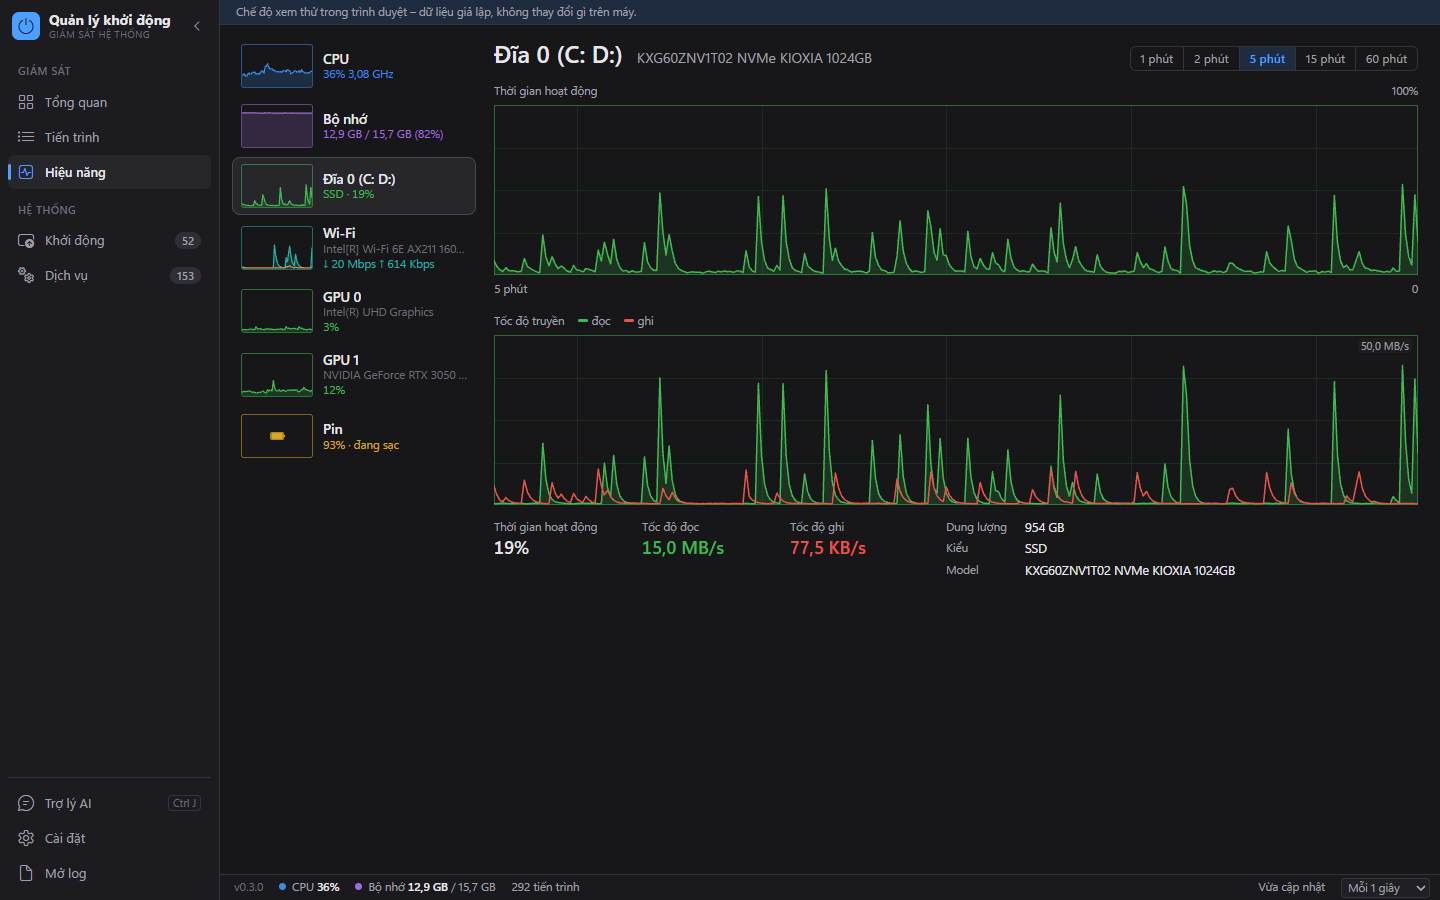 Quản lý khởi động
GIÁM SÁT HỆ THỐNG
GIÁM SÁT
Tổng quan
Tiến trình
Hiệu năng
HỆ THỐNG
Khởi động 52
Dịch vụ 153
Trợ lý AI Ctrl J
Cài đặt
Mở log
Chế độ xem thử trong trình duyệt – dữ liệu giả lập, không thay đổi gì trên máy.
CPU
36% 3,08 GHz
Bộ nhớ
12,9 GB / 15,7 GB (82%)
Đĩa 0 (C: D:)
SSD · 19%
Wi-Fi
Intel(R) Wi-Fi 6E AX211 160...
↓ 20 Mbps ↑ 614 Kbps
GPU 0
Intel(R) UHD Graphics
3%
GPU 1
NVIDIA GeForce RTX 3050 ...
12%
Pin
93% · đang sạc
Đĩa 0 (C: D:) KXG60ZNV1T02 NVMe KIOXIA 1024GB
1 phút 2 phút 5 phút 15 phút 60 phút
Thời gian hoạt động 100%
5 phút 0
Tốc độ truyền đọc ghi
50,0 MB/s
Thời gian hoạt động
19%
Tốc độ đọc
15,0 MB/s
Tốc độ ghi
77,5 KB/s
Dung lượng 954 GB
Kiểu SSD
Model KXG60ZNV1T02 NVMe KIOXIA 1024GB
v0.3.0 CPU 36% Bộ nhớ 12,9 GB / 15,7 GB 292 tiến trình Vừa cập nhật Mỗi 1 giây